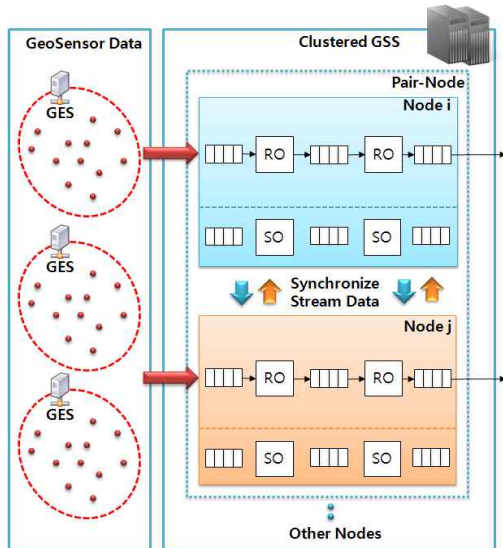 GeoSensor Data
Clustered GSS
GES
GES
GES
Pair-Node
Node i
RO
RO
SO
SO
Synchronize
Stream Data
Node j
RO
RO
SO
SO
Other Nodes